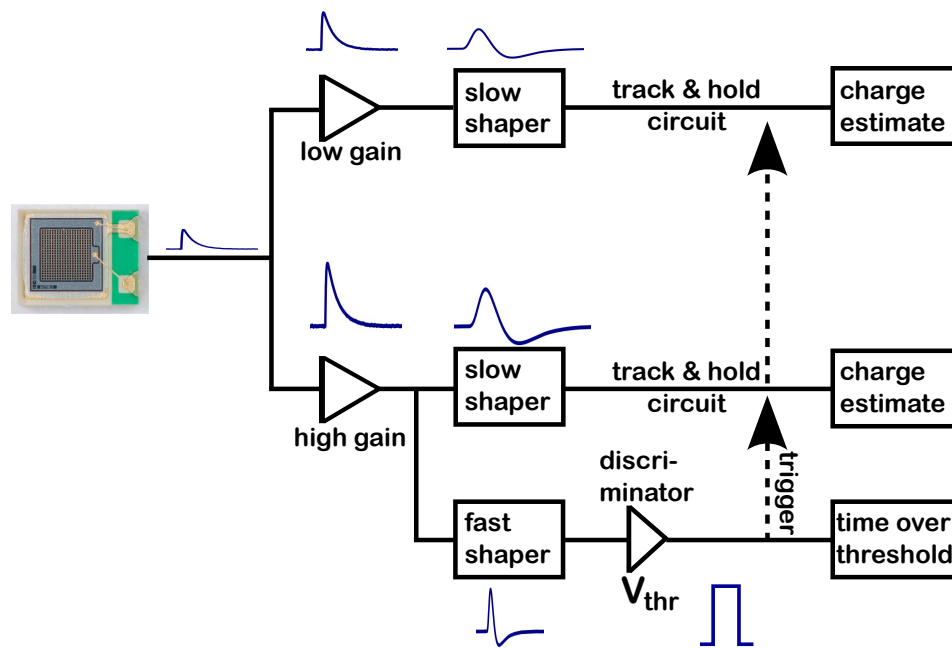 slow
shaper
track & hold
circuit
charge
estimate
low gain
slow
shaper
track & hold
circuit
charge
estimate
high gain
discri-
minator
trigger
fast
shaper
time over
threshold
Vthr